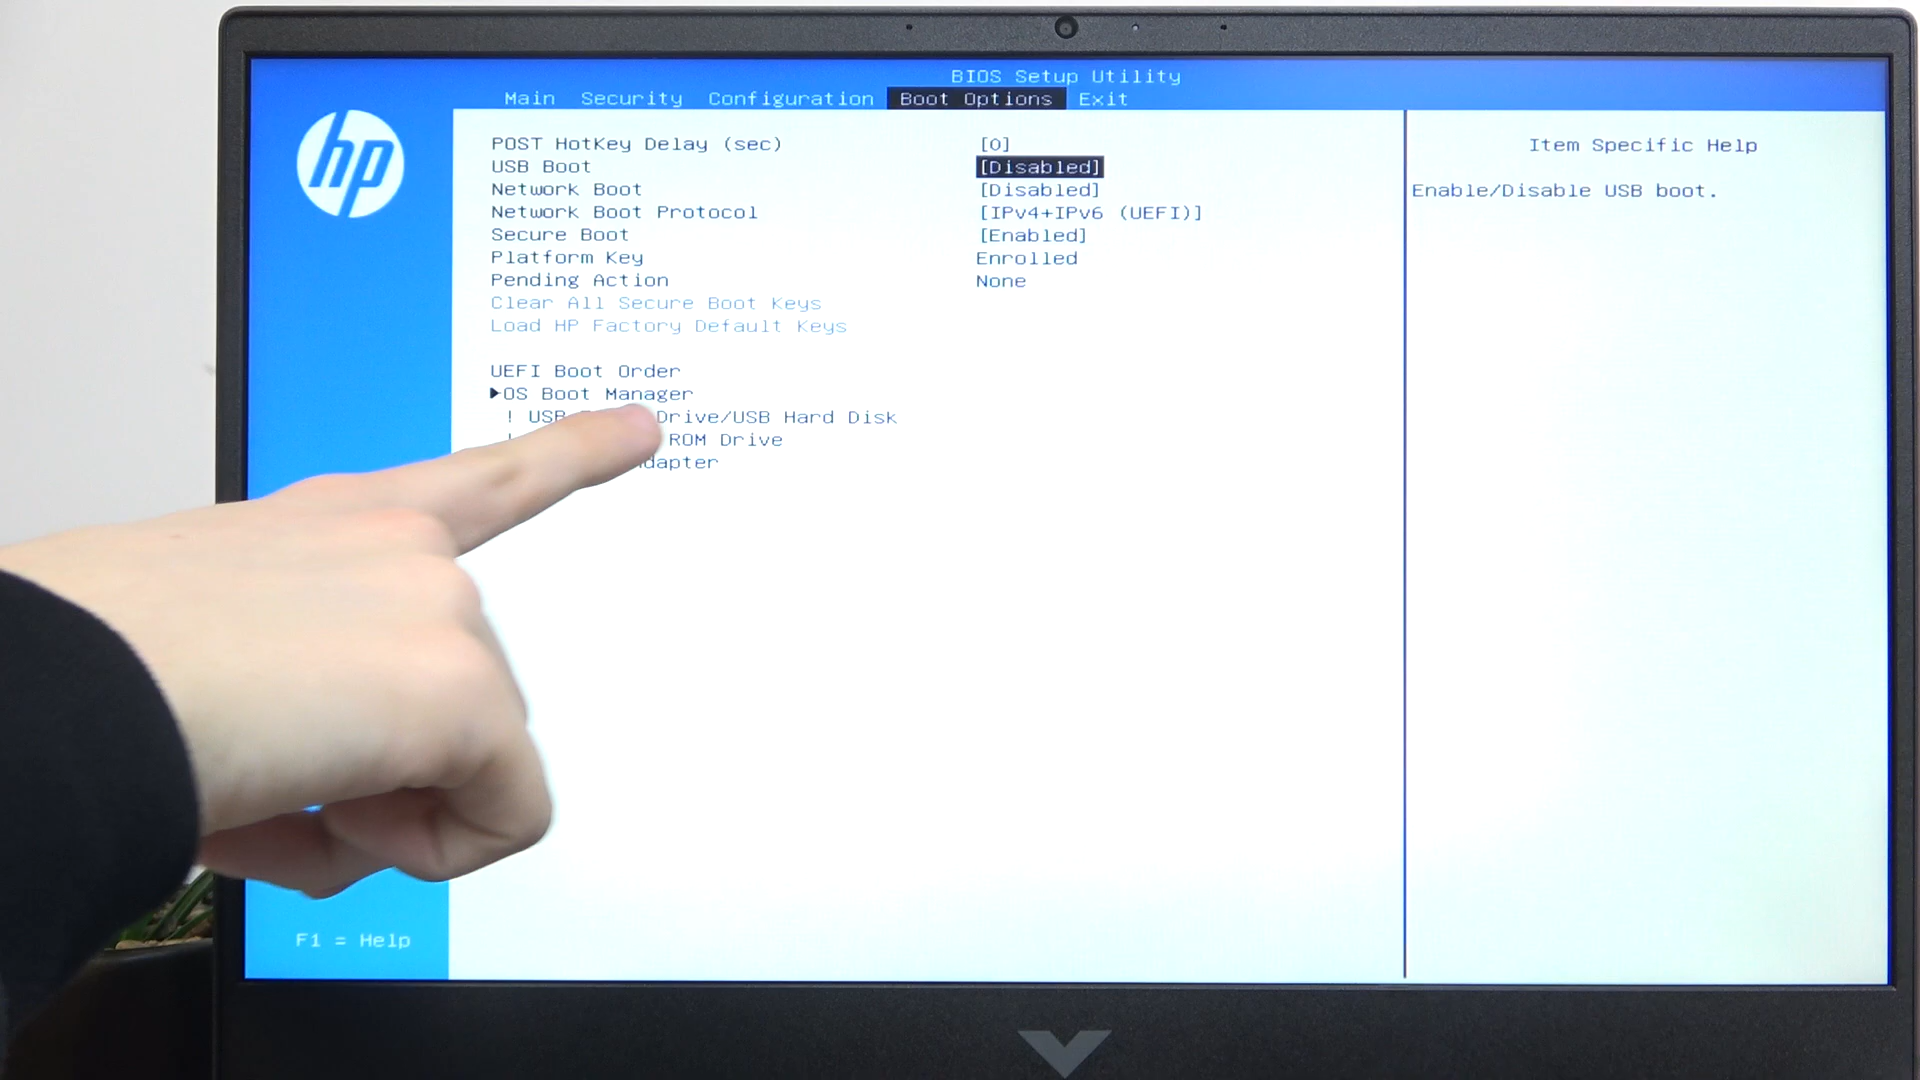 BIOS Setup Utility
Main Security Configuration Boot Options Exit
hp
POST HotKey Delay (sec) [0]
USB Boot [Disabled]
Network Boot [Disabled]
Network Boot Protocol [IPv4+IPv6 (UEFI)]
Secure Boot [Enabled]
Platform Key Enrolled
Pending Action None
Clear All Secure Boot Keys
Load HP Factory Default Keys
UEFI Boot Order
▶OS Boot Manager
! USB Drive/USB Hard Disk
! ROM Drive
Item Specific Help
Enable/Disable USB boot.
F1 = Help